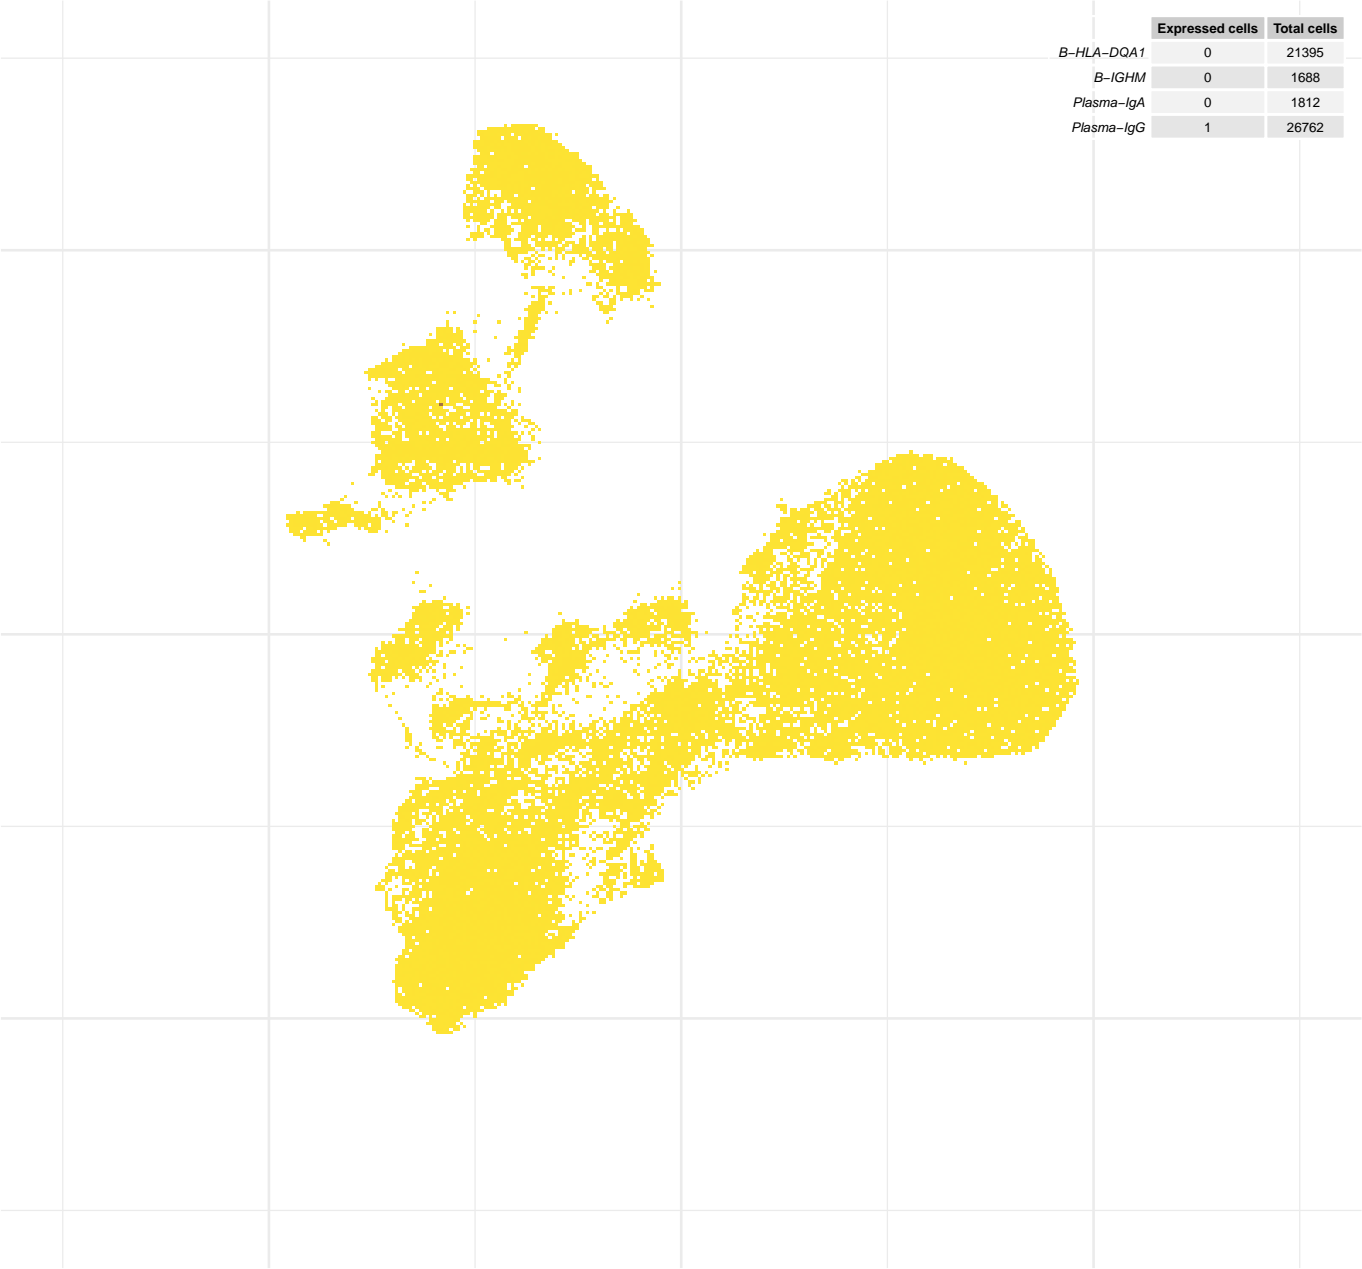 Expressed cells Total cells
B−HLA−DQA1 0 21395
B−IGHM 0 1688
Plasma−IgA 0 1812
Plasma−IgG 1 26762